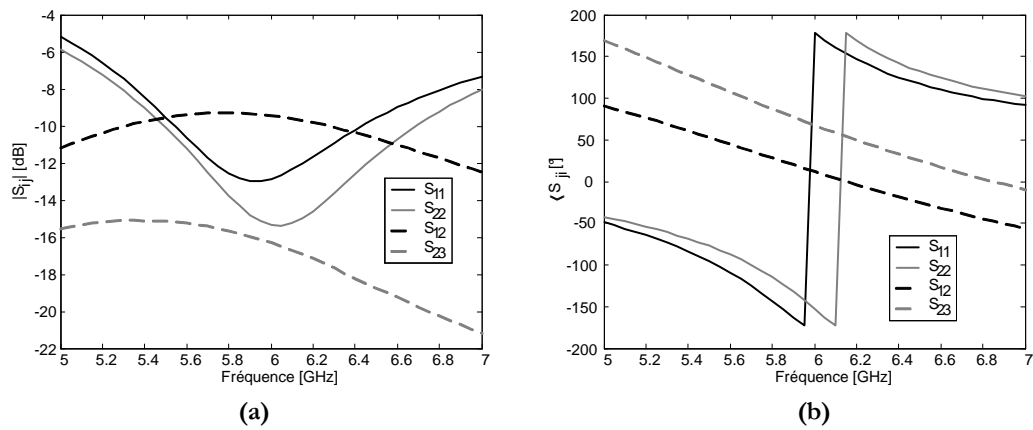 -4
-6
-8
-10
-12
-14
-16
-18
-20
-22
|Sij| [dB]
S11
S22
S12
S23
5 5.2 5.4 5.6 5.8 6 6.2 6.4 6.6 6.8 7
Fréquence [GHz]
(a)
200
150
100
50
0
-50
-100
-150
-200
∢S ji [°]
S11
S22
S12
S23
5 5.2 5.4 5.6 5.8 6 6.2 6.4 6.6 6.8 7
Fréquence [GHz]
(b)